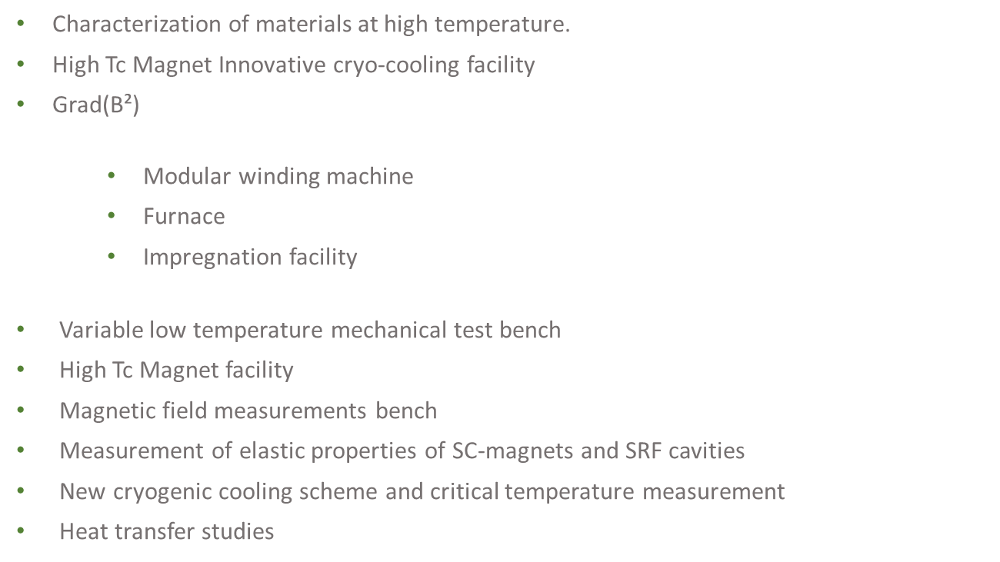 • Characterization of materials at high temperature.
• High Tc Magnet Innovative cryo-cooling facility
• Grad(B²)
• Modular winding machine
• Furnace
• Impregnation facility
• Variable low temperature mechanical test bench
• High Tc Magnet facility
• Magnetic field measurements bench
• Measurement of elastic properties of SC-magnets and SRF cavities
• New cryogenic cooling scheme and critical temperature measurement
• Heat transfer studies